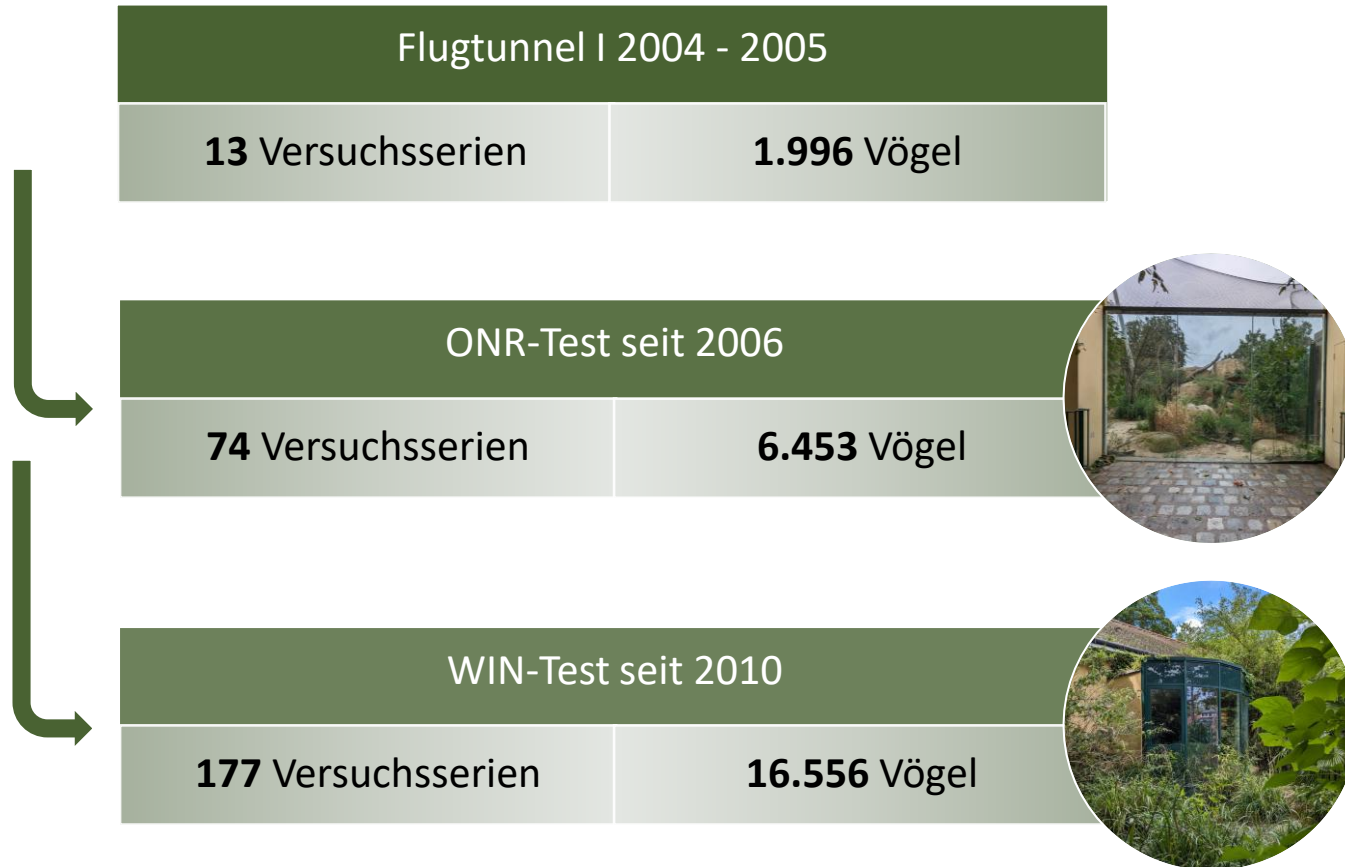 Flugtunnel I 2004 - 2005
13 Versuchsserien
1.996 Vögel
ONR-Test seit 2006
74 Versuchsserien
6.453 Vögel
WIN-Test seit 2010
177 Versuchsserien
16.556 Vögel